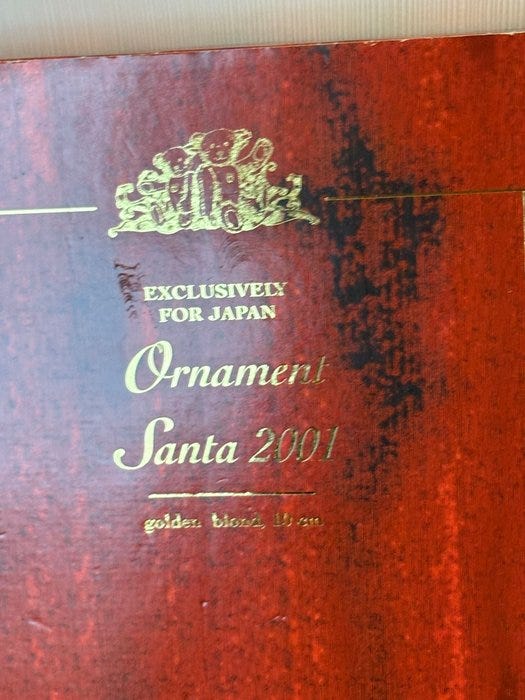 EXCLUSIVELY
FOR JAPAN
Ornament
Santa 2001
golden blond, 10 cm